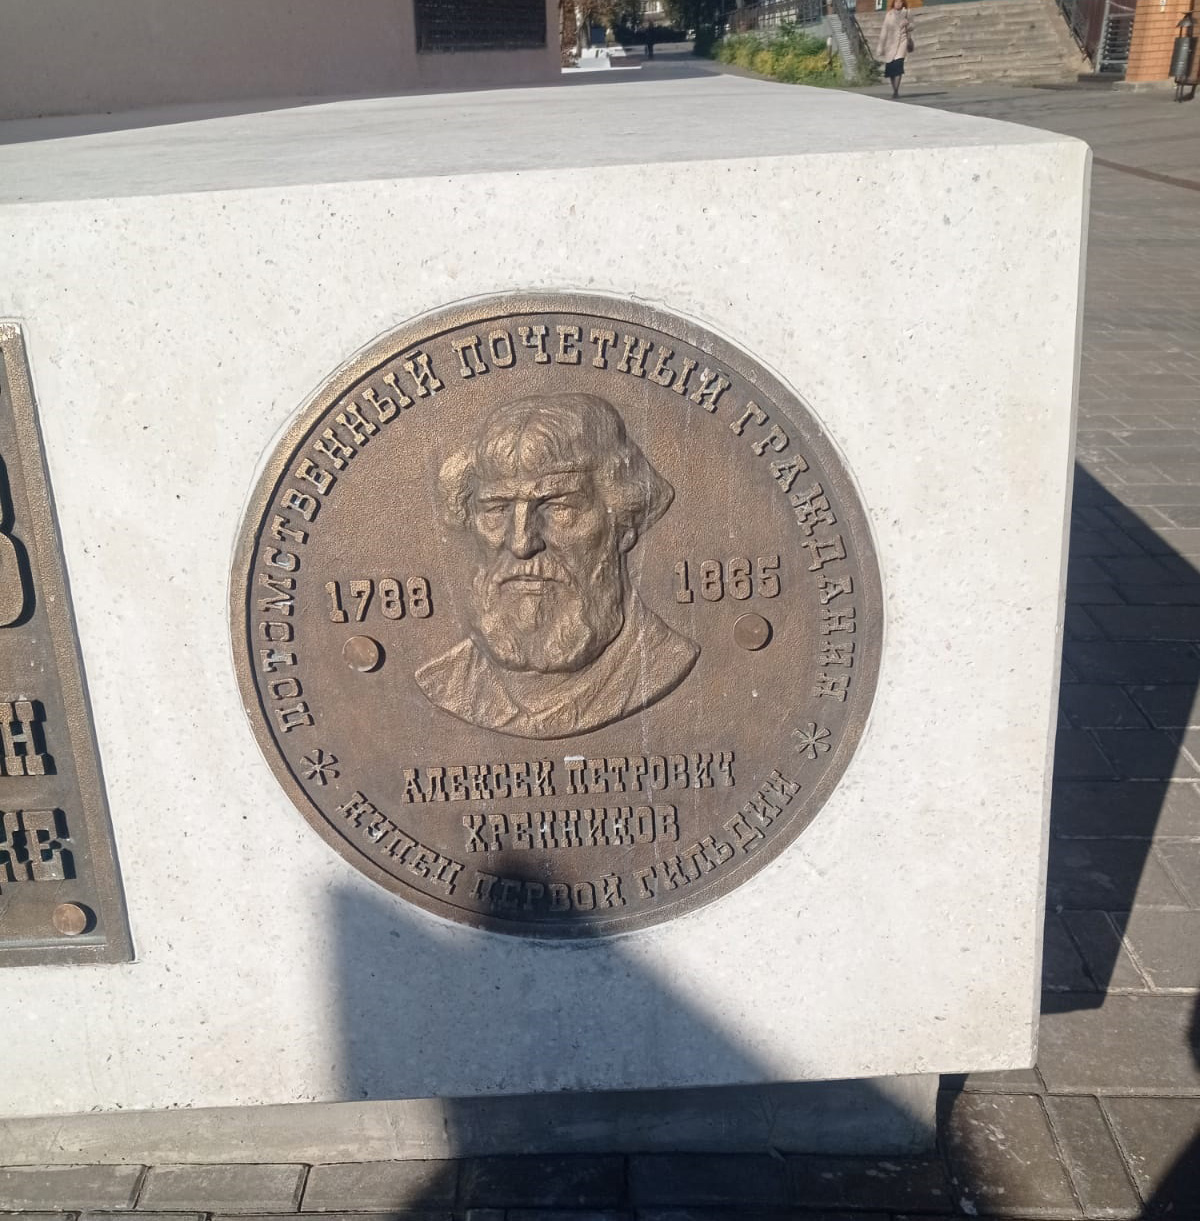 ПОТОМСТВЕННЫЙ ПОЧЕТНЫЙ ГРАЖДАНИН
1788
1865
АЛЕКСЕЙ ПЕТРОВИЧ
ХРЕННИКОВ
* КУПЕЦ ПЕРВОЙ ГИЛЬДИИ *